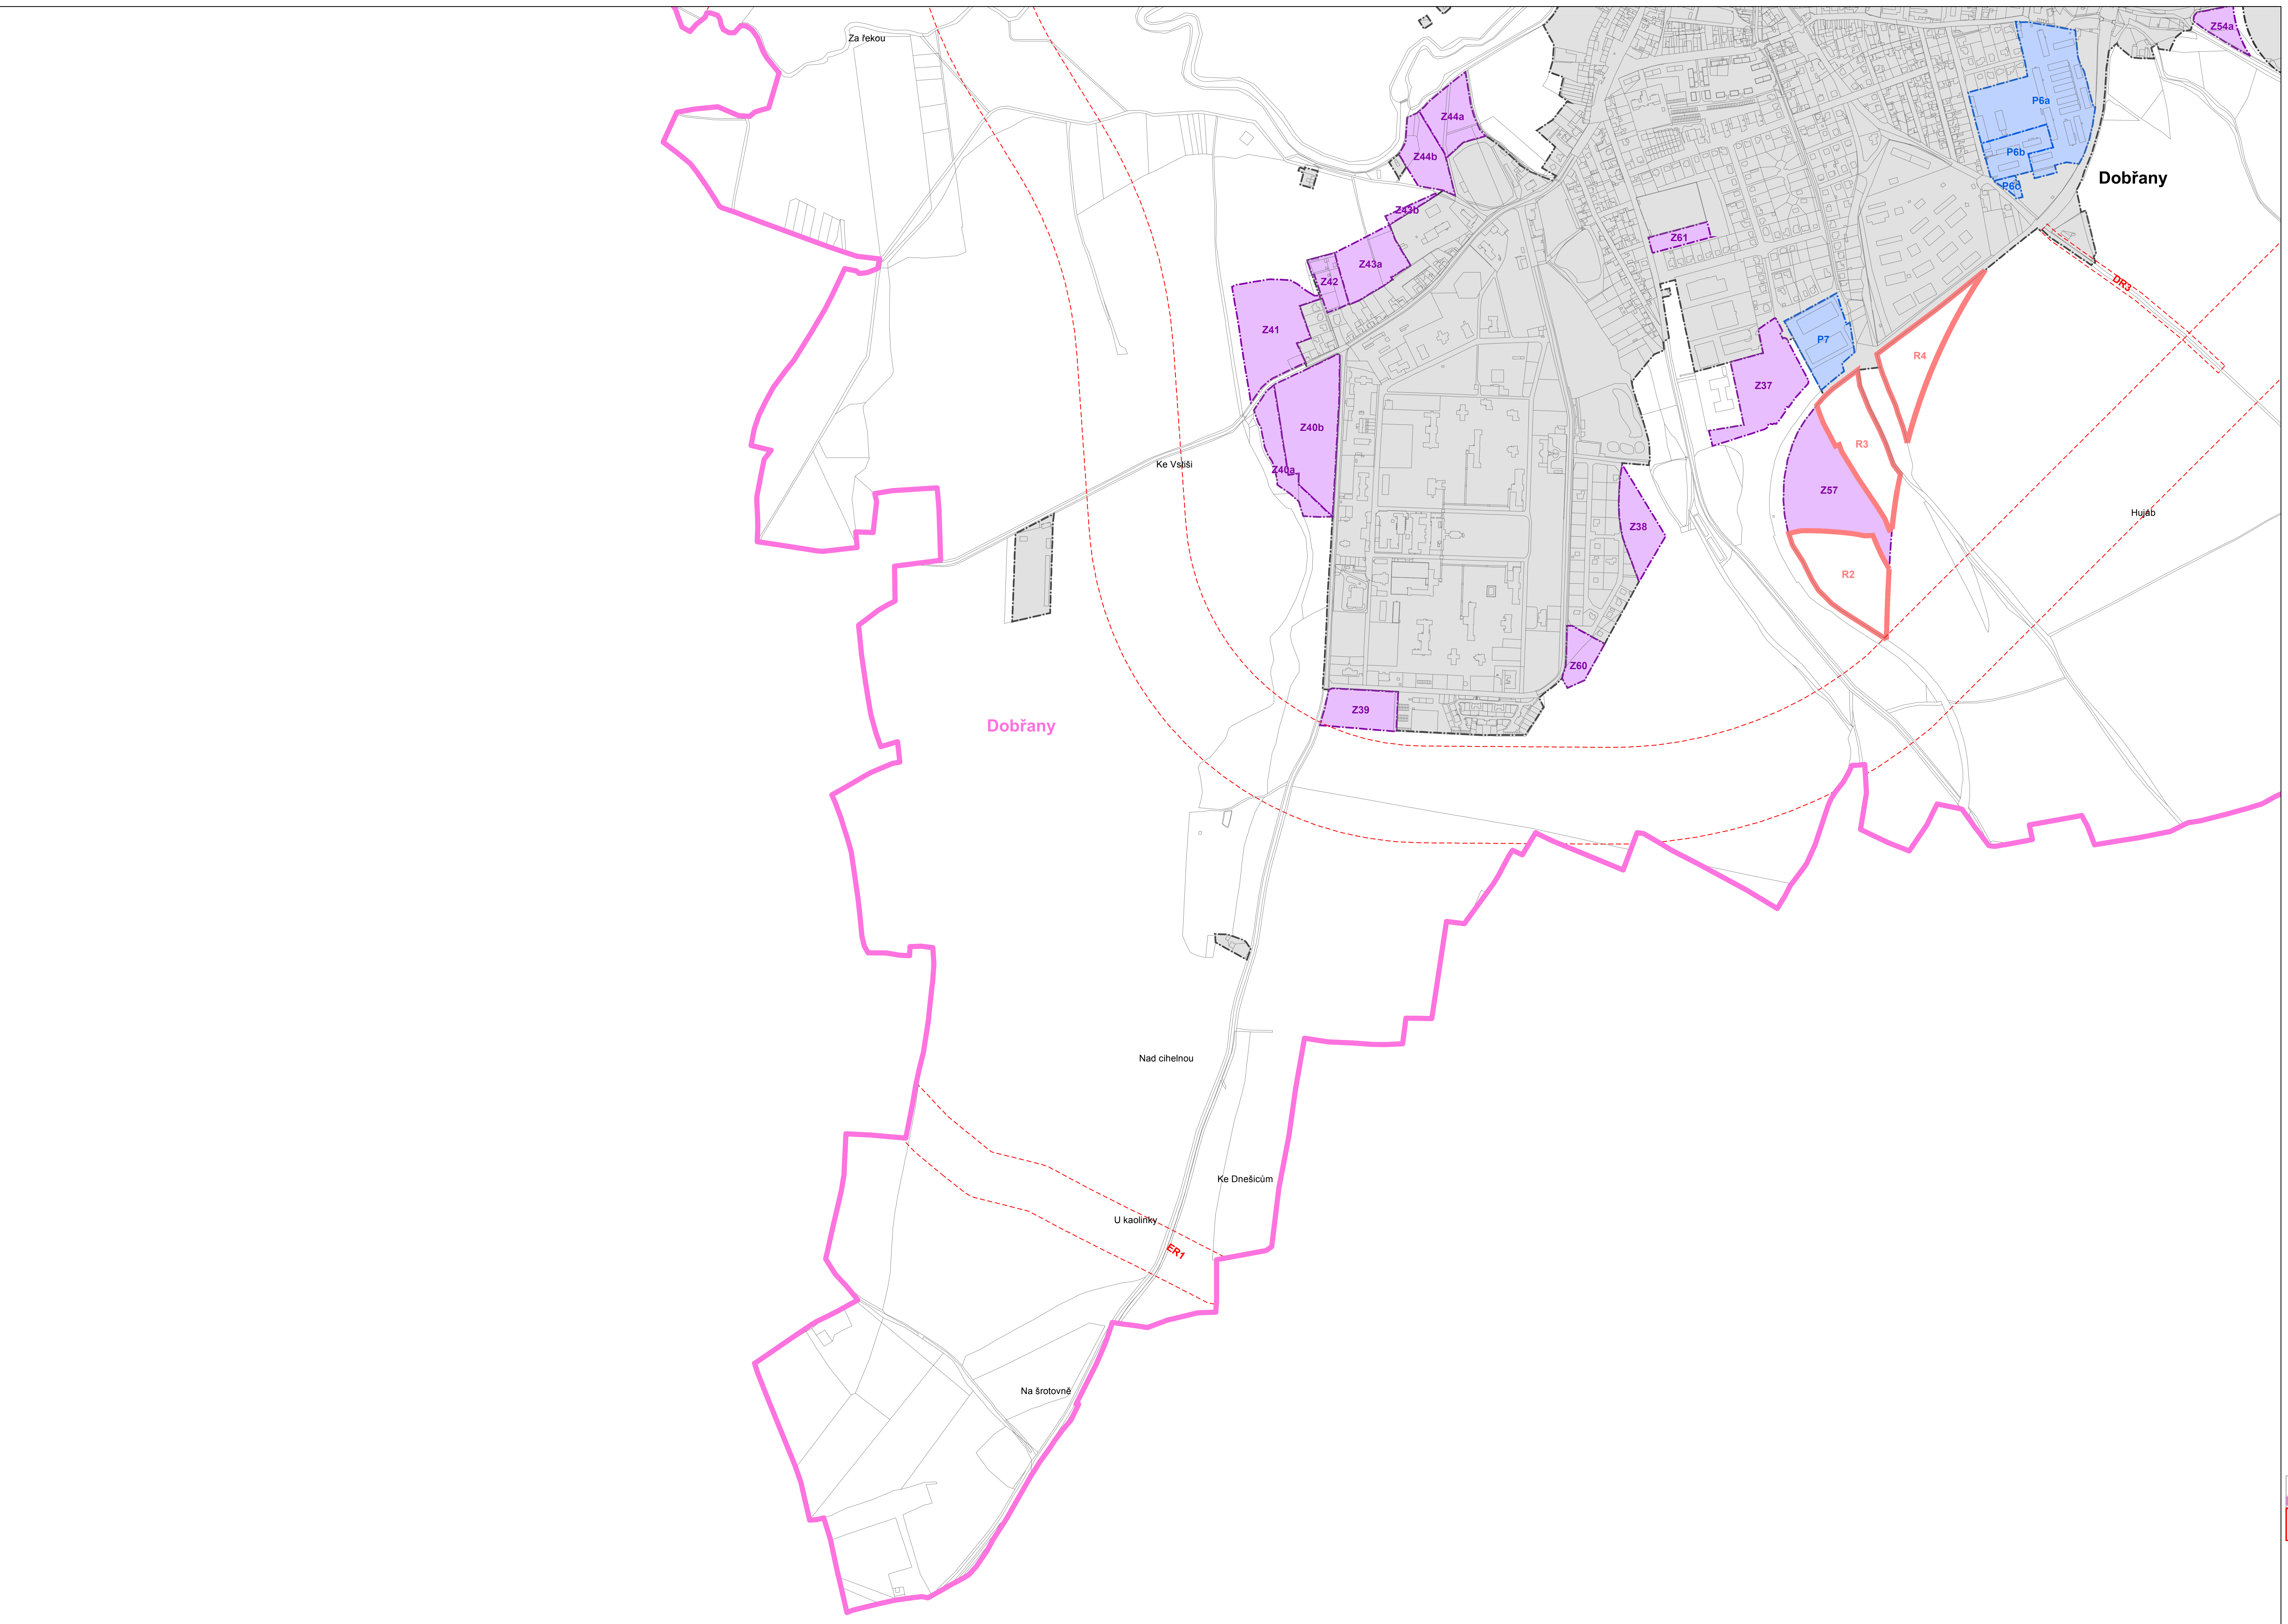 Z54a
Za řekou
P6a
Z44a
P6b
Z44b
Dobřany
P6c
Z43b
Z61
Z43a
Z42
DR3
Z41
P7
R4
Z37
Z40b
R3
Ke Vstiši
Z40a
Z57
Hujáb
Z38
R2
Z60
Z39
Dobřany
Nad cihelnou
Ke Dnešicům
U kaolinky
ER1
Na šrotovně